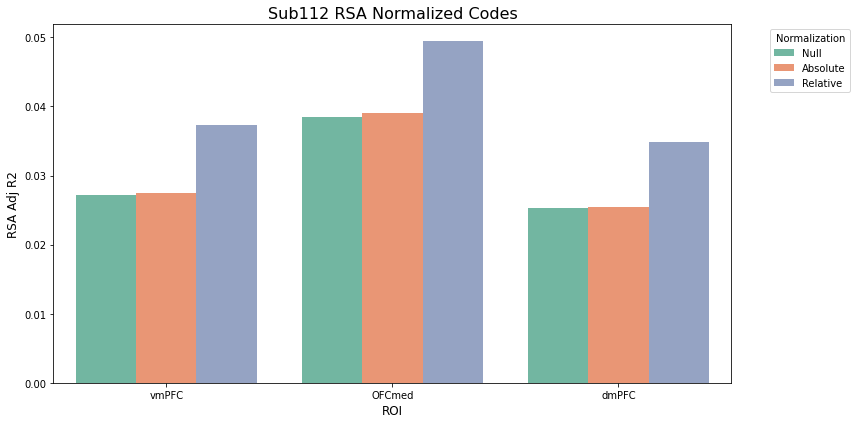 Sub112 RSA Normalized Codes
Normalization
Null
Absolute
Relative
RSA Adj R2
0.05
0.04
0.03
0.02
0.01
0.00
vmPFC
OFCmed
dmPFC
ROI